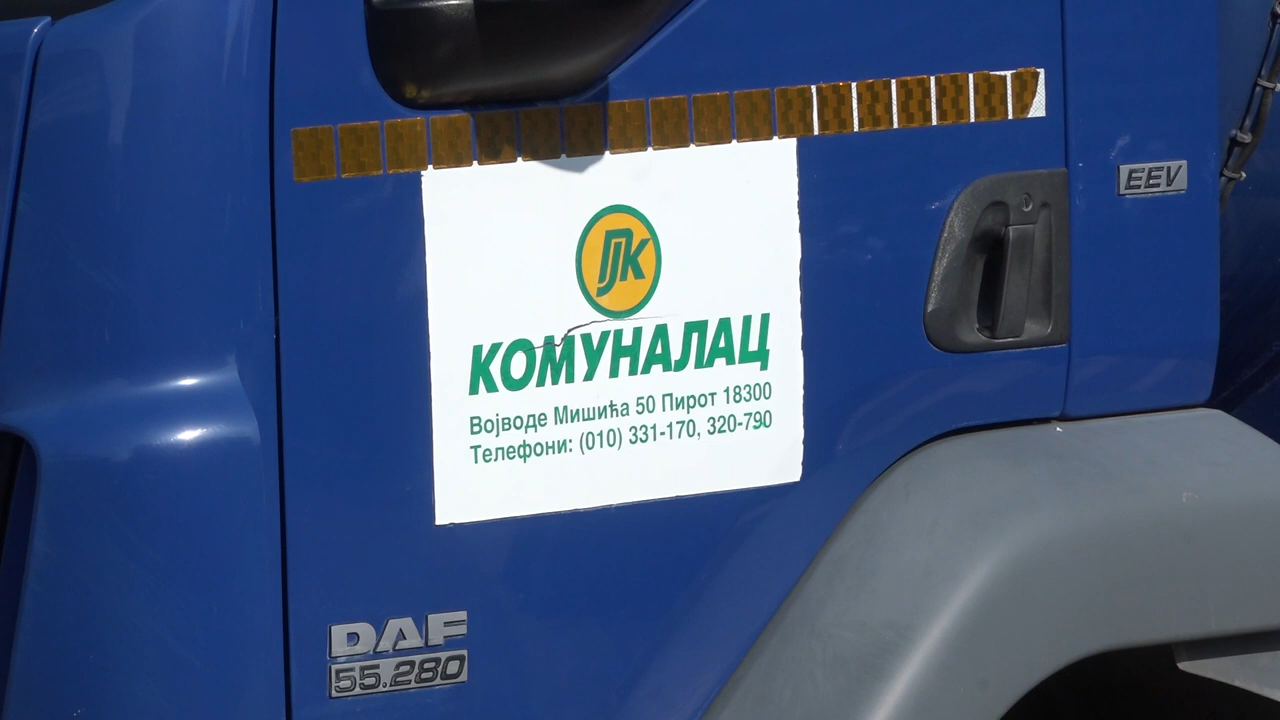 EEV
ЈК
КОМУНАЛАЦ
Војводе Мишића 50 Пирот 18300
Телефони: (010) 331-170, 320-790
DAF
55.280